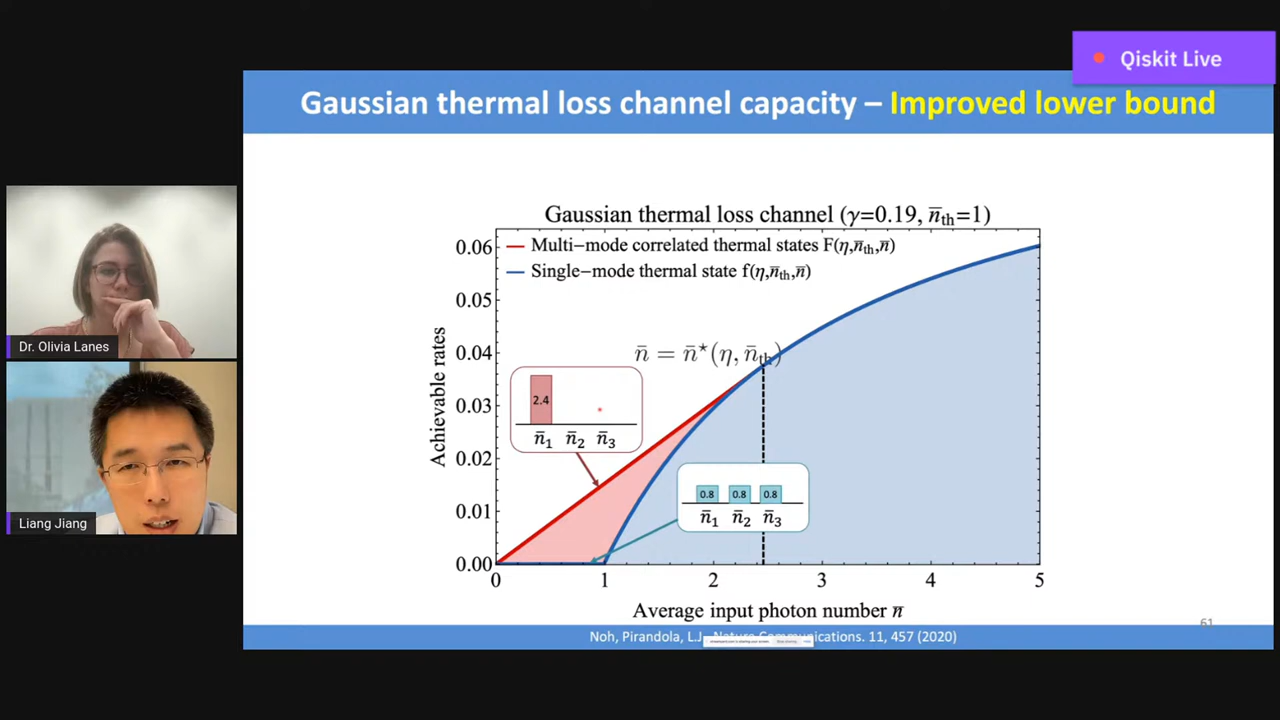 Qiskit Live
Gaussian thermal loss channel capacity – Improved lower bound
Gaussian thermal loss channel (γ=0.19, n̅th=1)
Multi−mode correlated thermal states F(η,n̅th,n̅)
Single−mode thermal state f(η,n̅th,n̅)
0.06
0.05
0.04
0.03
0.02
0.01
0.00
Achievable rates
n̅ = n̅⋆(η, n̅th)
2.4
n̅1 n̅2 n̅3
0.8 0.8 0.8
n̅1 n̅2 n̅3
0 1 2 3 4 5
Average input photon number n̅
61
Noh, Pirandola, L.J. Nature Communications. 11, 457 (2020)
Dr. Olivia Lanes
Liang Jiang